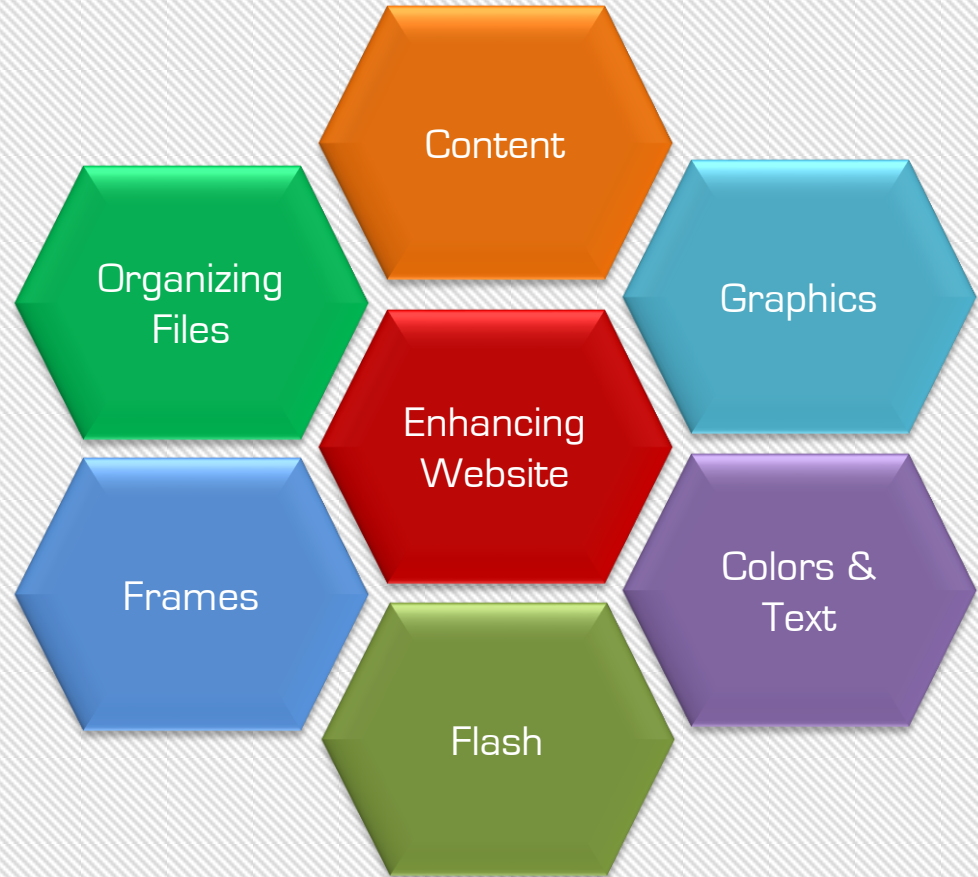 Content
Organizing
Files
Graphics
Enhancing
Website
Frames
Colors &
Text
Flash